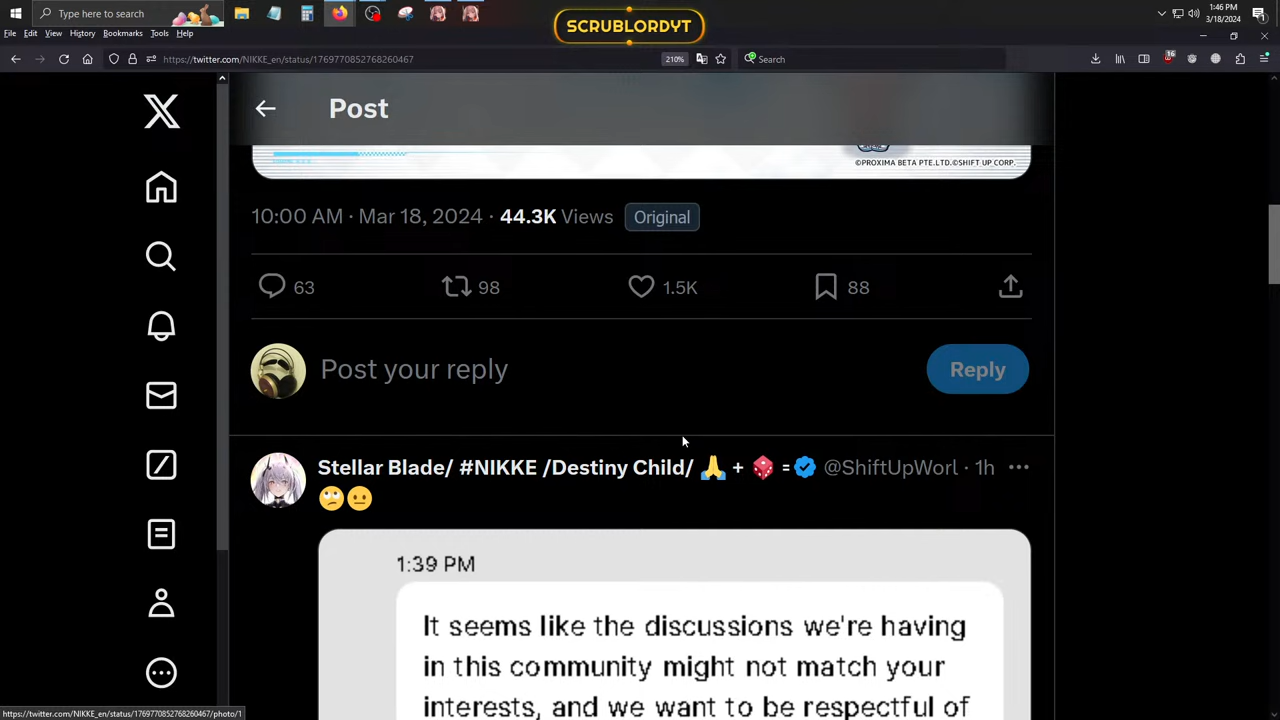 Type here to search
SCRUBLORDYT
1:46 PM
3/18/2024
1
File Edit View History Bookmarks Tools Help
https://twitter.com/NIKKE_en/status/1769770852768260467
210%
Search
16
Post
©PROXIMA BETA PTE.LTD.©SHIFT UP CORP.
10:00 AM · Mar 18, 2024 · 44.3K Views Original
63 98 1.5K 88
Post your reply
Reply
Stellar Blade/ #NIKKE /Destiny Child/ 🙏 + 🎲 = @ShiftUpWorl · 1h
🙄😐
1:39 PM
It seems like the discussions we're having
in this community might not match your
interests, and we want to be respectful of
https://twitter.com/NIKKE_en/status/1769770852768260467/photo/1